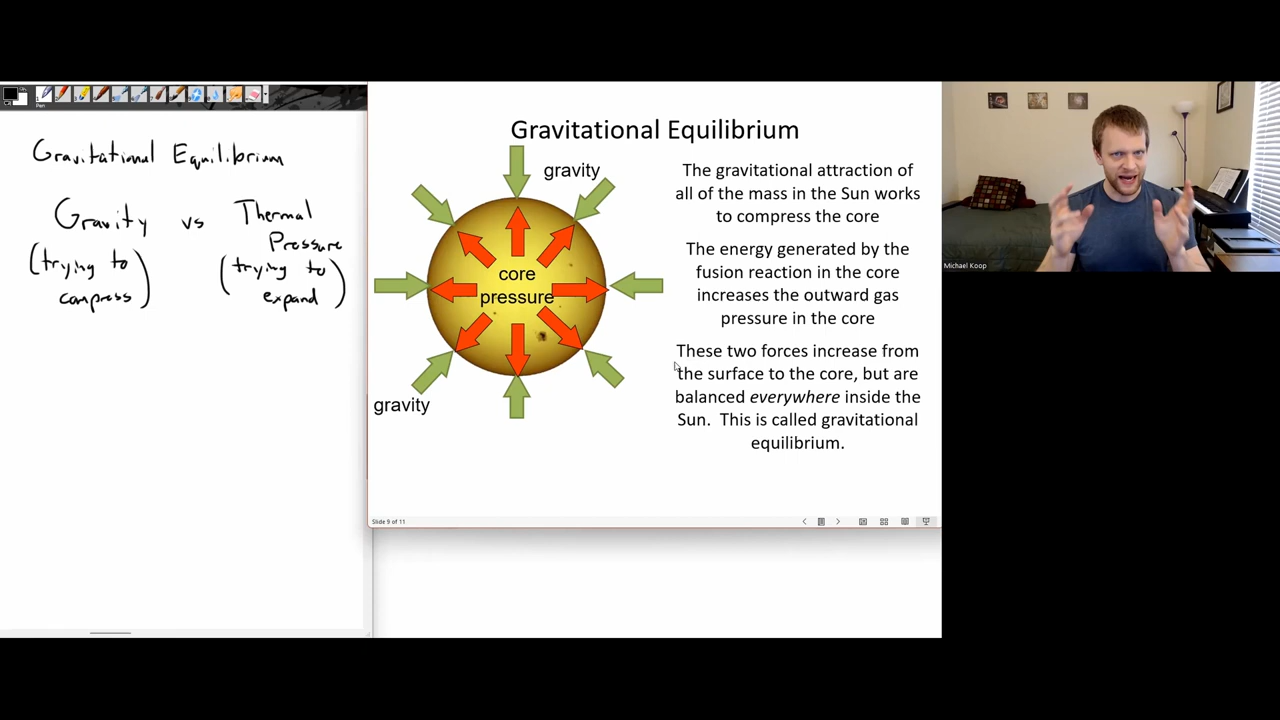 Pen
Gravitational Equilibrium
Gravity vs Thermal
Pressure
(trying to
compress)
(trying to
expand)
Gravitational Equilibrium
gravity
core
pressure
gravity
The gravitational attraction of
all of the mass in the Sun works
to compress the core
The energy generated by the
fusion reaction in the core
increases the outward gas
pressure in the core
These two forces increase from
the surface to the core, but are
balanced everywhere inside the
Sun. This is called gravitational
equilibrium.
Slide 9 of 11
Michael Koop